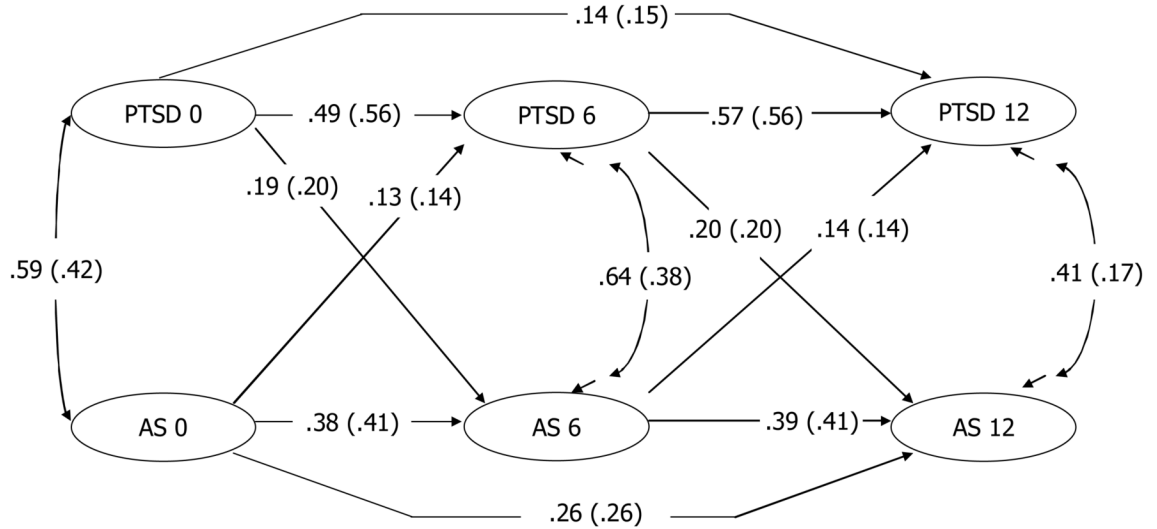 .14 (.15)
PTSD 0
.49 (.56)
PTSD 6
.57 (.56)
PTSD 12
.19 (.20)
.13 (.14)
.20 (.20)
.14 (.14)
.59 (.42)
.64 (.38)
.41 (.17)
AS 0
.38 (.41)
AS 6
.39 (.41)
AS 12
.26 (.26)